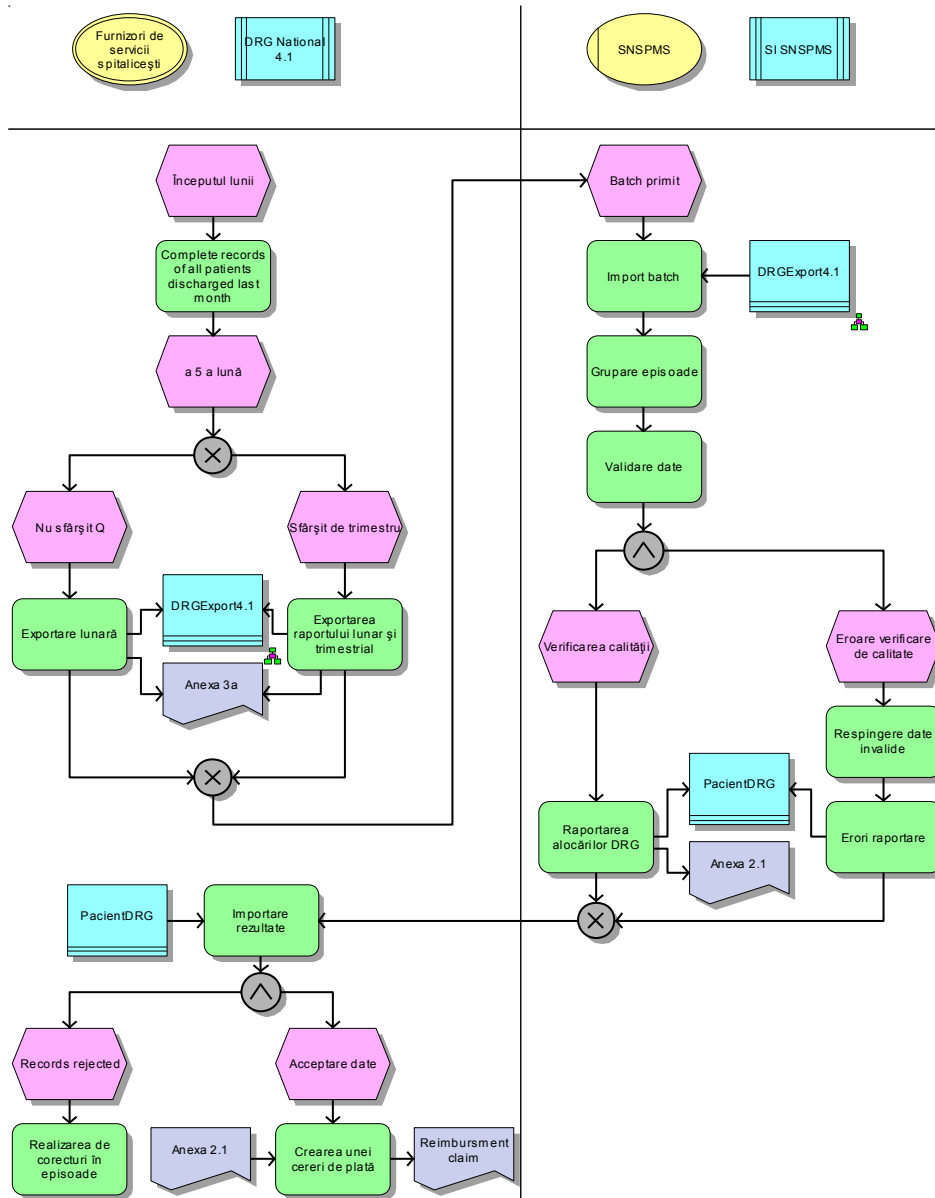 Furnizori de
servicii
spitaliceşti
DRG National
4.1
SNSPMS
SI SNSPMS
Începutul lunii
Complete records
of all patients
discharged last
month
a 5 a lună
Nu sfârşit Q
Sfârşit de trimestru
Exportare lunară
DRGExport4.1
Exportarea
raportului lunar şi
trimestrial
Anexa 3a
Batch primit
Import batch
DRGExport4.1
Grupare episoade
Validare date
Verificarea calităţii
Eroare verificare
de calitate
Respingere date
invalide
PacientDRG
Raportarea
alocărilor DRG
Anexa 2.1
Erori raportare
PacientDRG
Importare
rezultate
Records rejected
Acceptare date
Realizarea de
corecturi în
episoade
Anexa 2.1
Crearea unei
cereri de plată
Reimbursment
claim